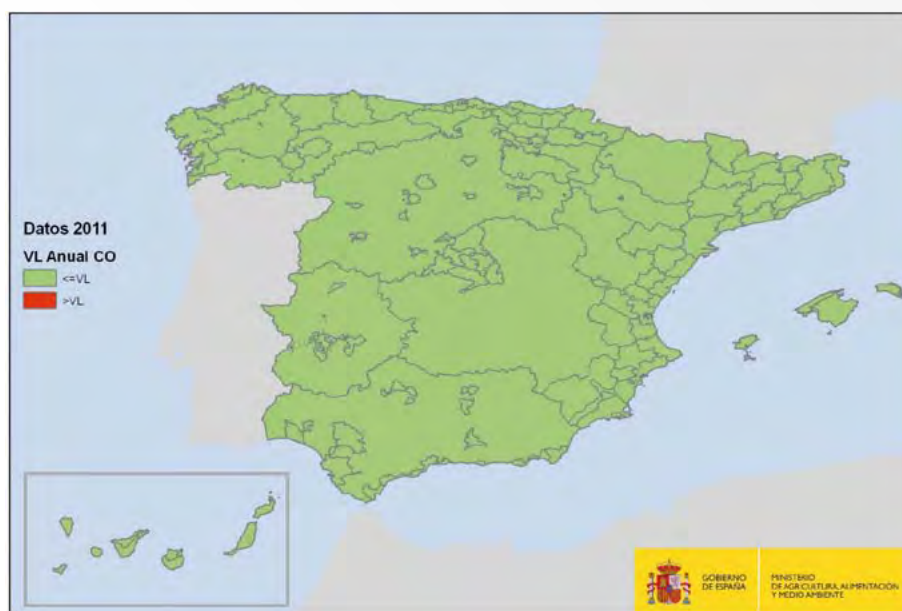 Datos 2011
VL Anual CO
<=VL
>VL
GOBIERNO
DE ESPAÑA
MINISTERIO
DE AGRICULTURA, ALIMENTACIÓN
Y MEDIO AMBIENTE